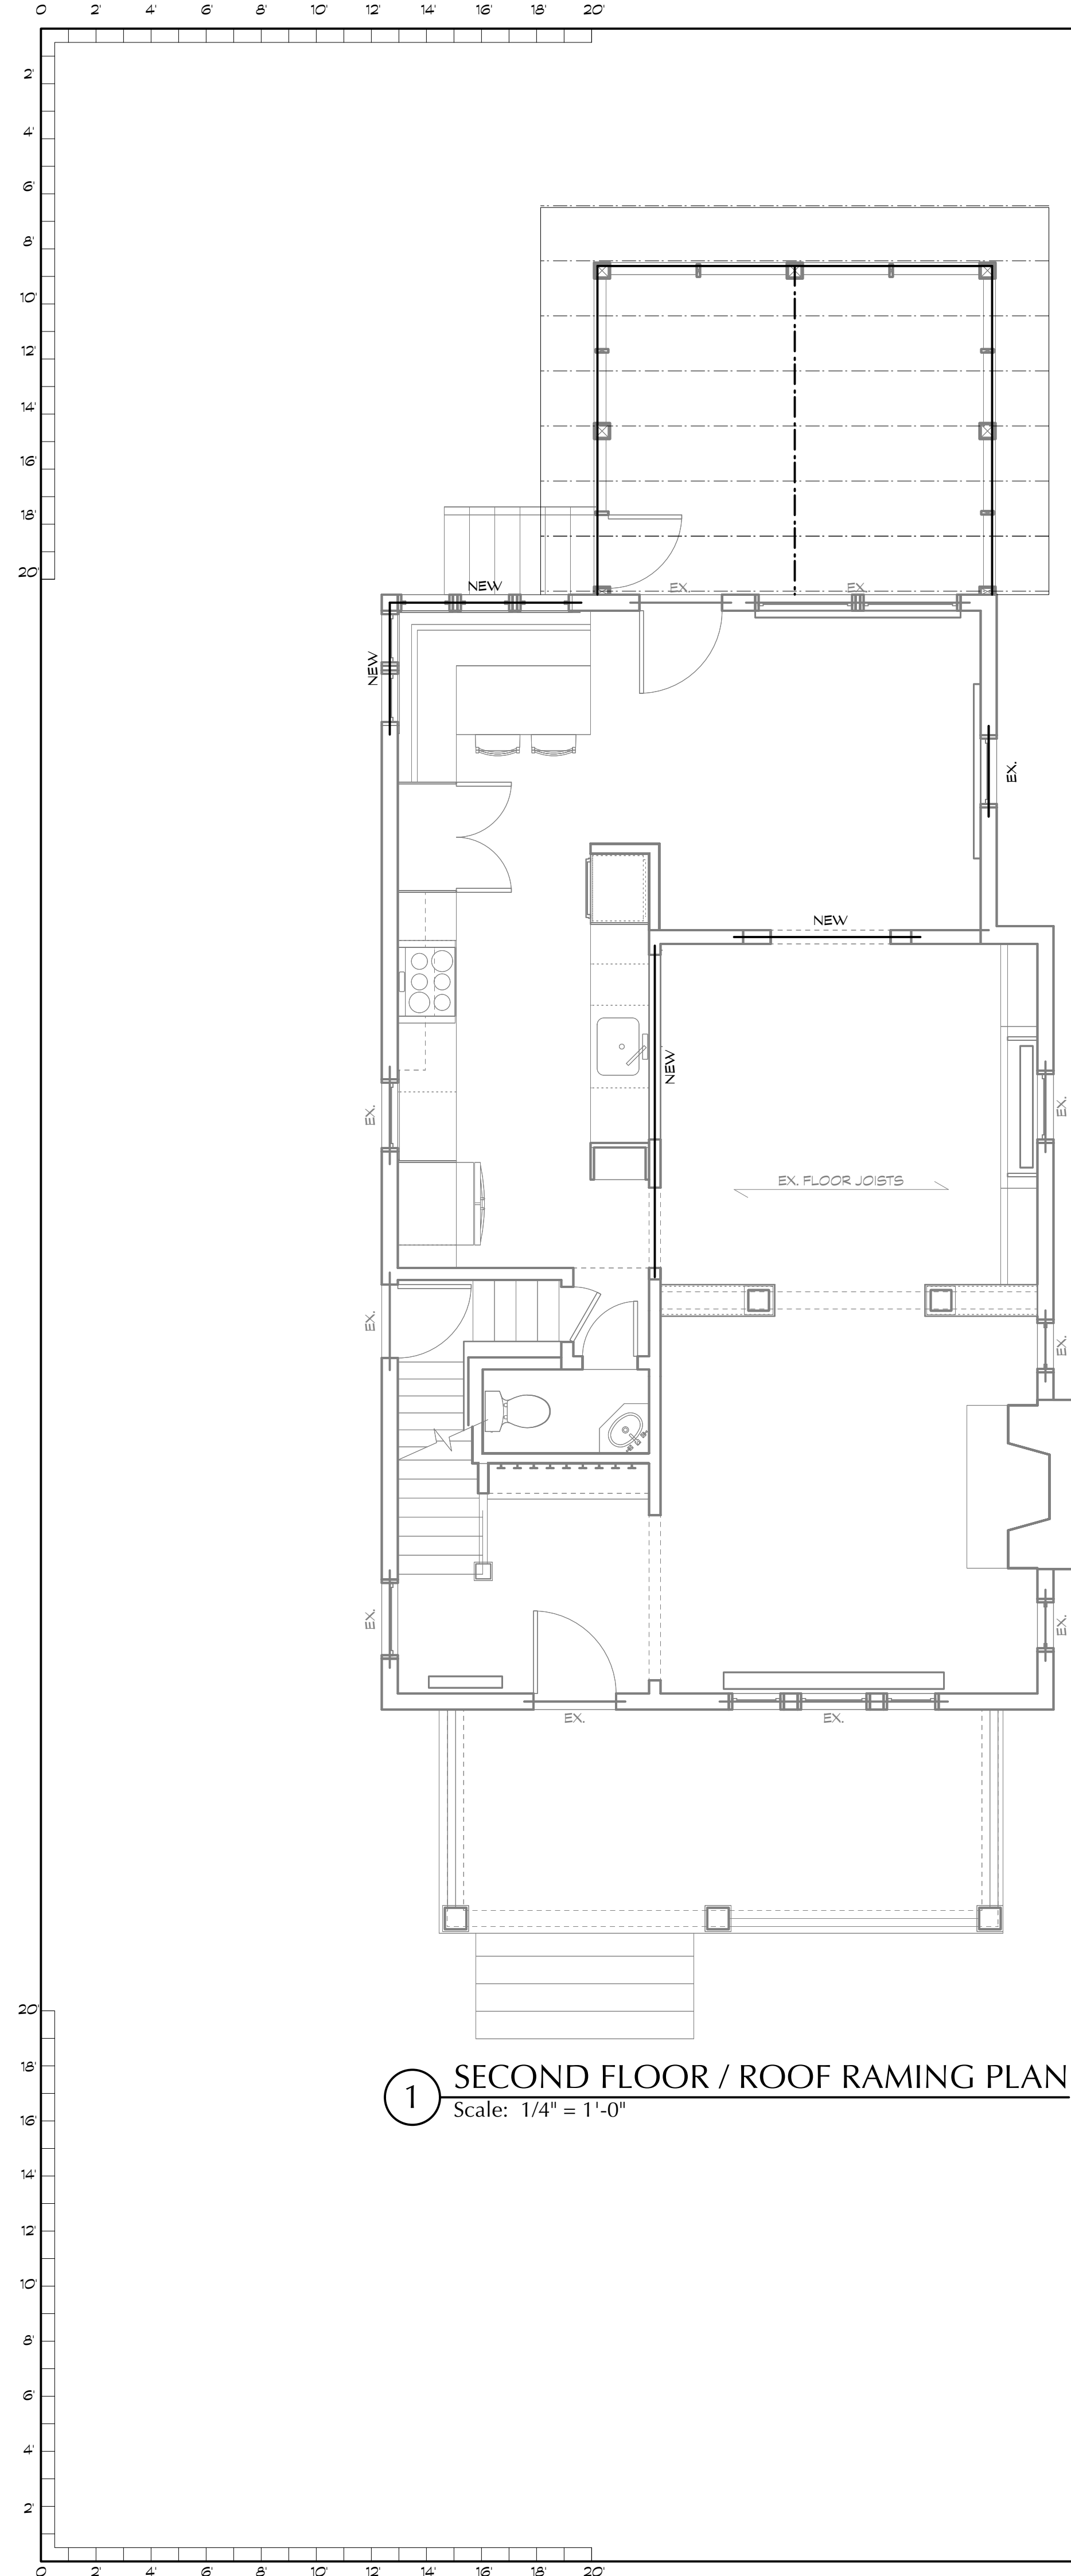 0 2' 4' 6' 8' 10' 12' 14' 16' 18' 20'
2'
4'
6'
8'
10'
12'
14'
16'
18'
20'
NEW
EX.
EX.
NEW
EX.
NEW
NEW
EX.
EX.
EX. FLOOR JOISTS
EX.
EX.
EX.
EX.
EX.
EX.
20'
18'
16'
14'
12'
10'
8'
6'
4'
2'
1
SECOND FLOOR / ROOF RAMING PLAN
Scale: 1/4" = 1'-0"
0 2' 4' 6' 8' 10' 12' 14' 16' 18' 20'